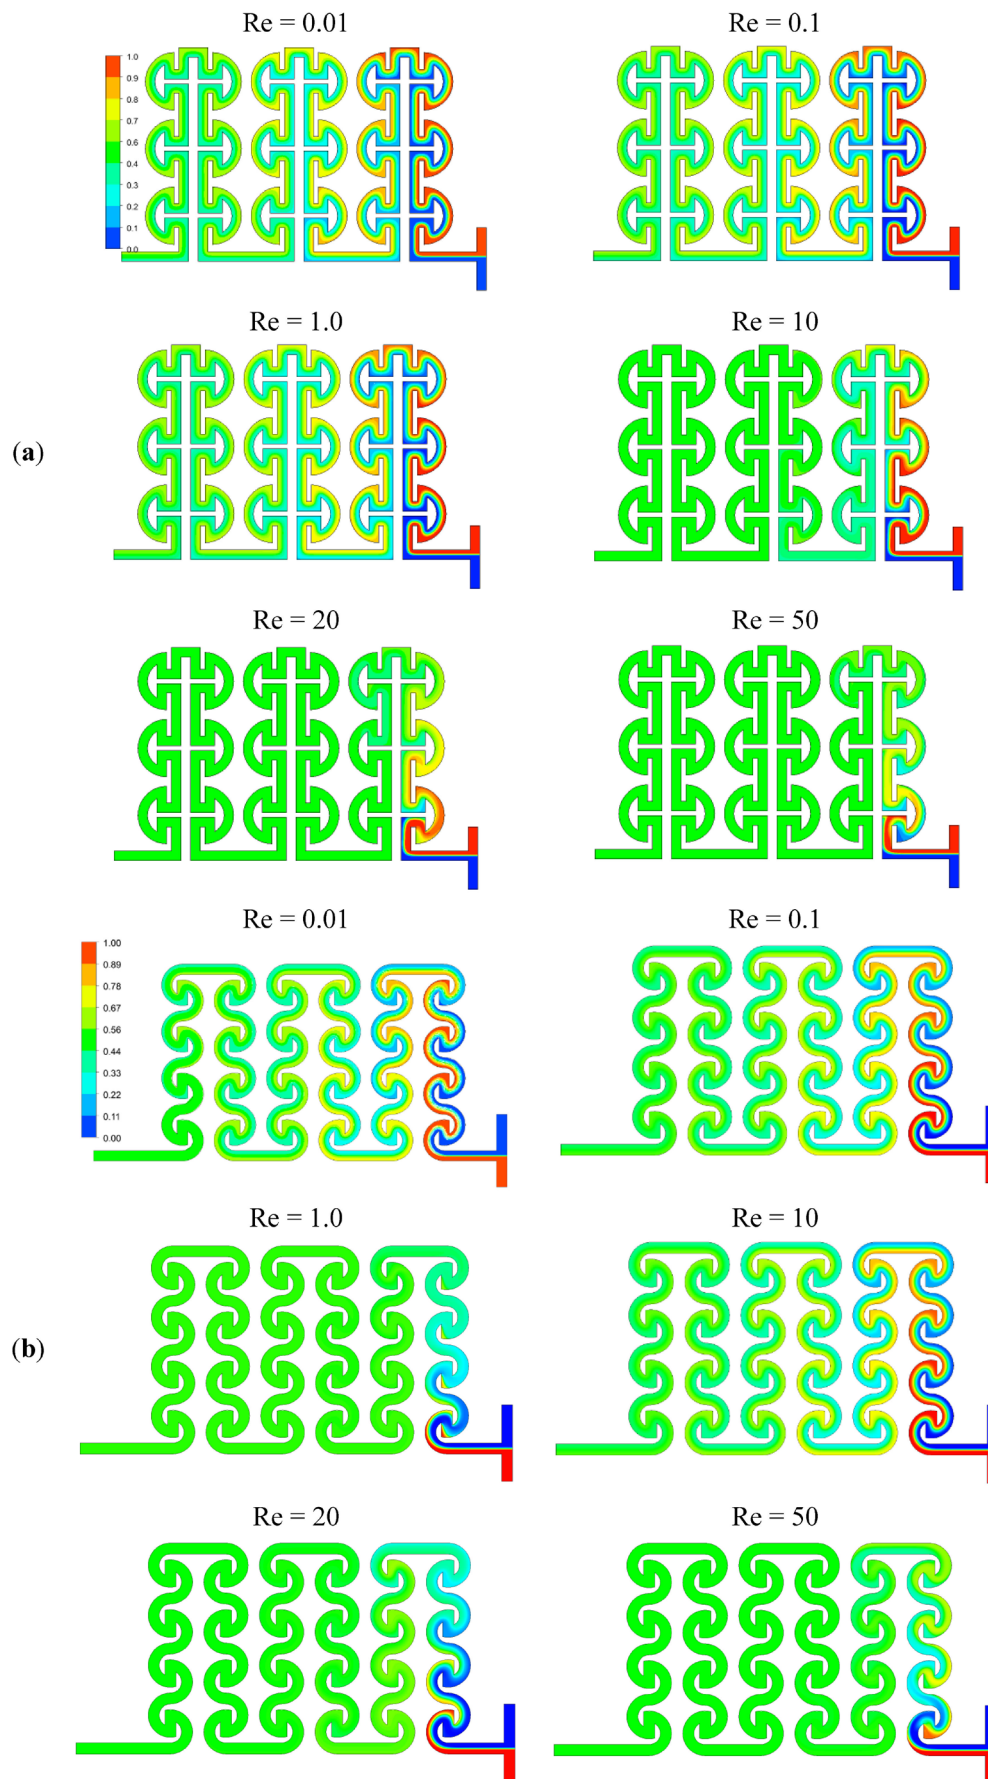 Re = 0.01
Re = 0.1
1.0
0.9
0.8
0.7
0.6
0.4
0.3
0.2
0.1
0.0
Re = 1.0
Re = 10
(a)
Re = 20
Re = 50
Re = 0.01
Re = 0.1
1.00
0.89
0.78
0.67
0.56
0.44
0.33
0.22
0.11
0.00
Re = 1.0
Re = 10
(b)
Re = 20
Re = 50